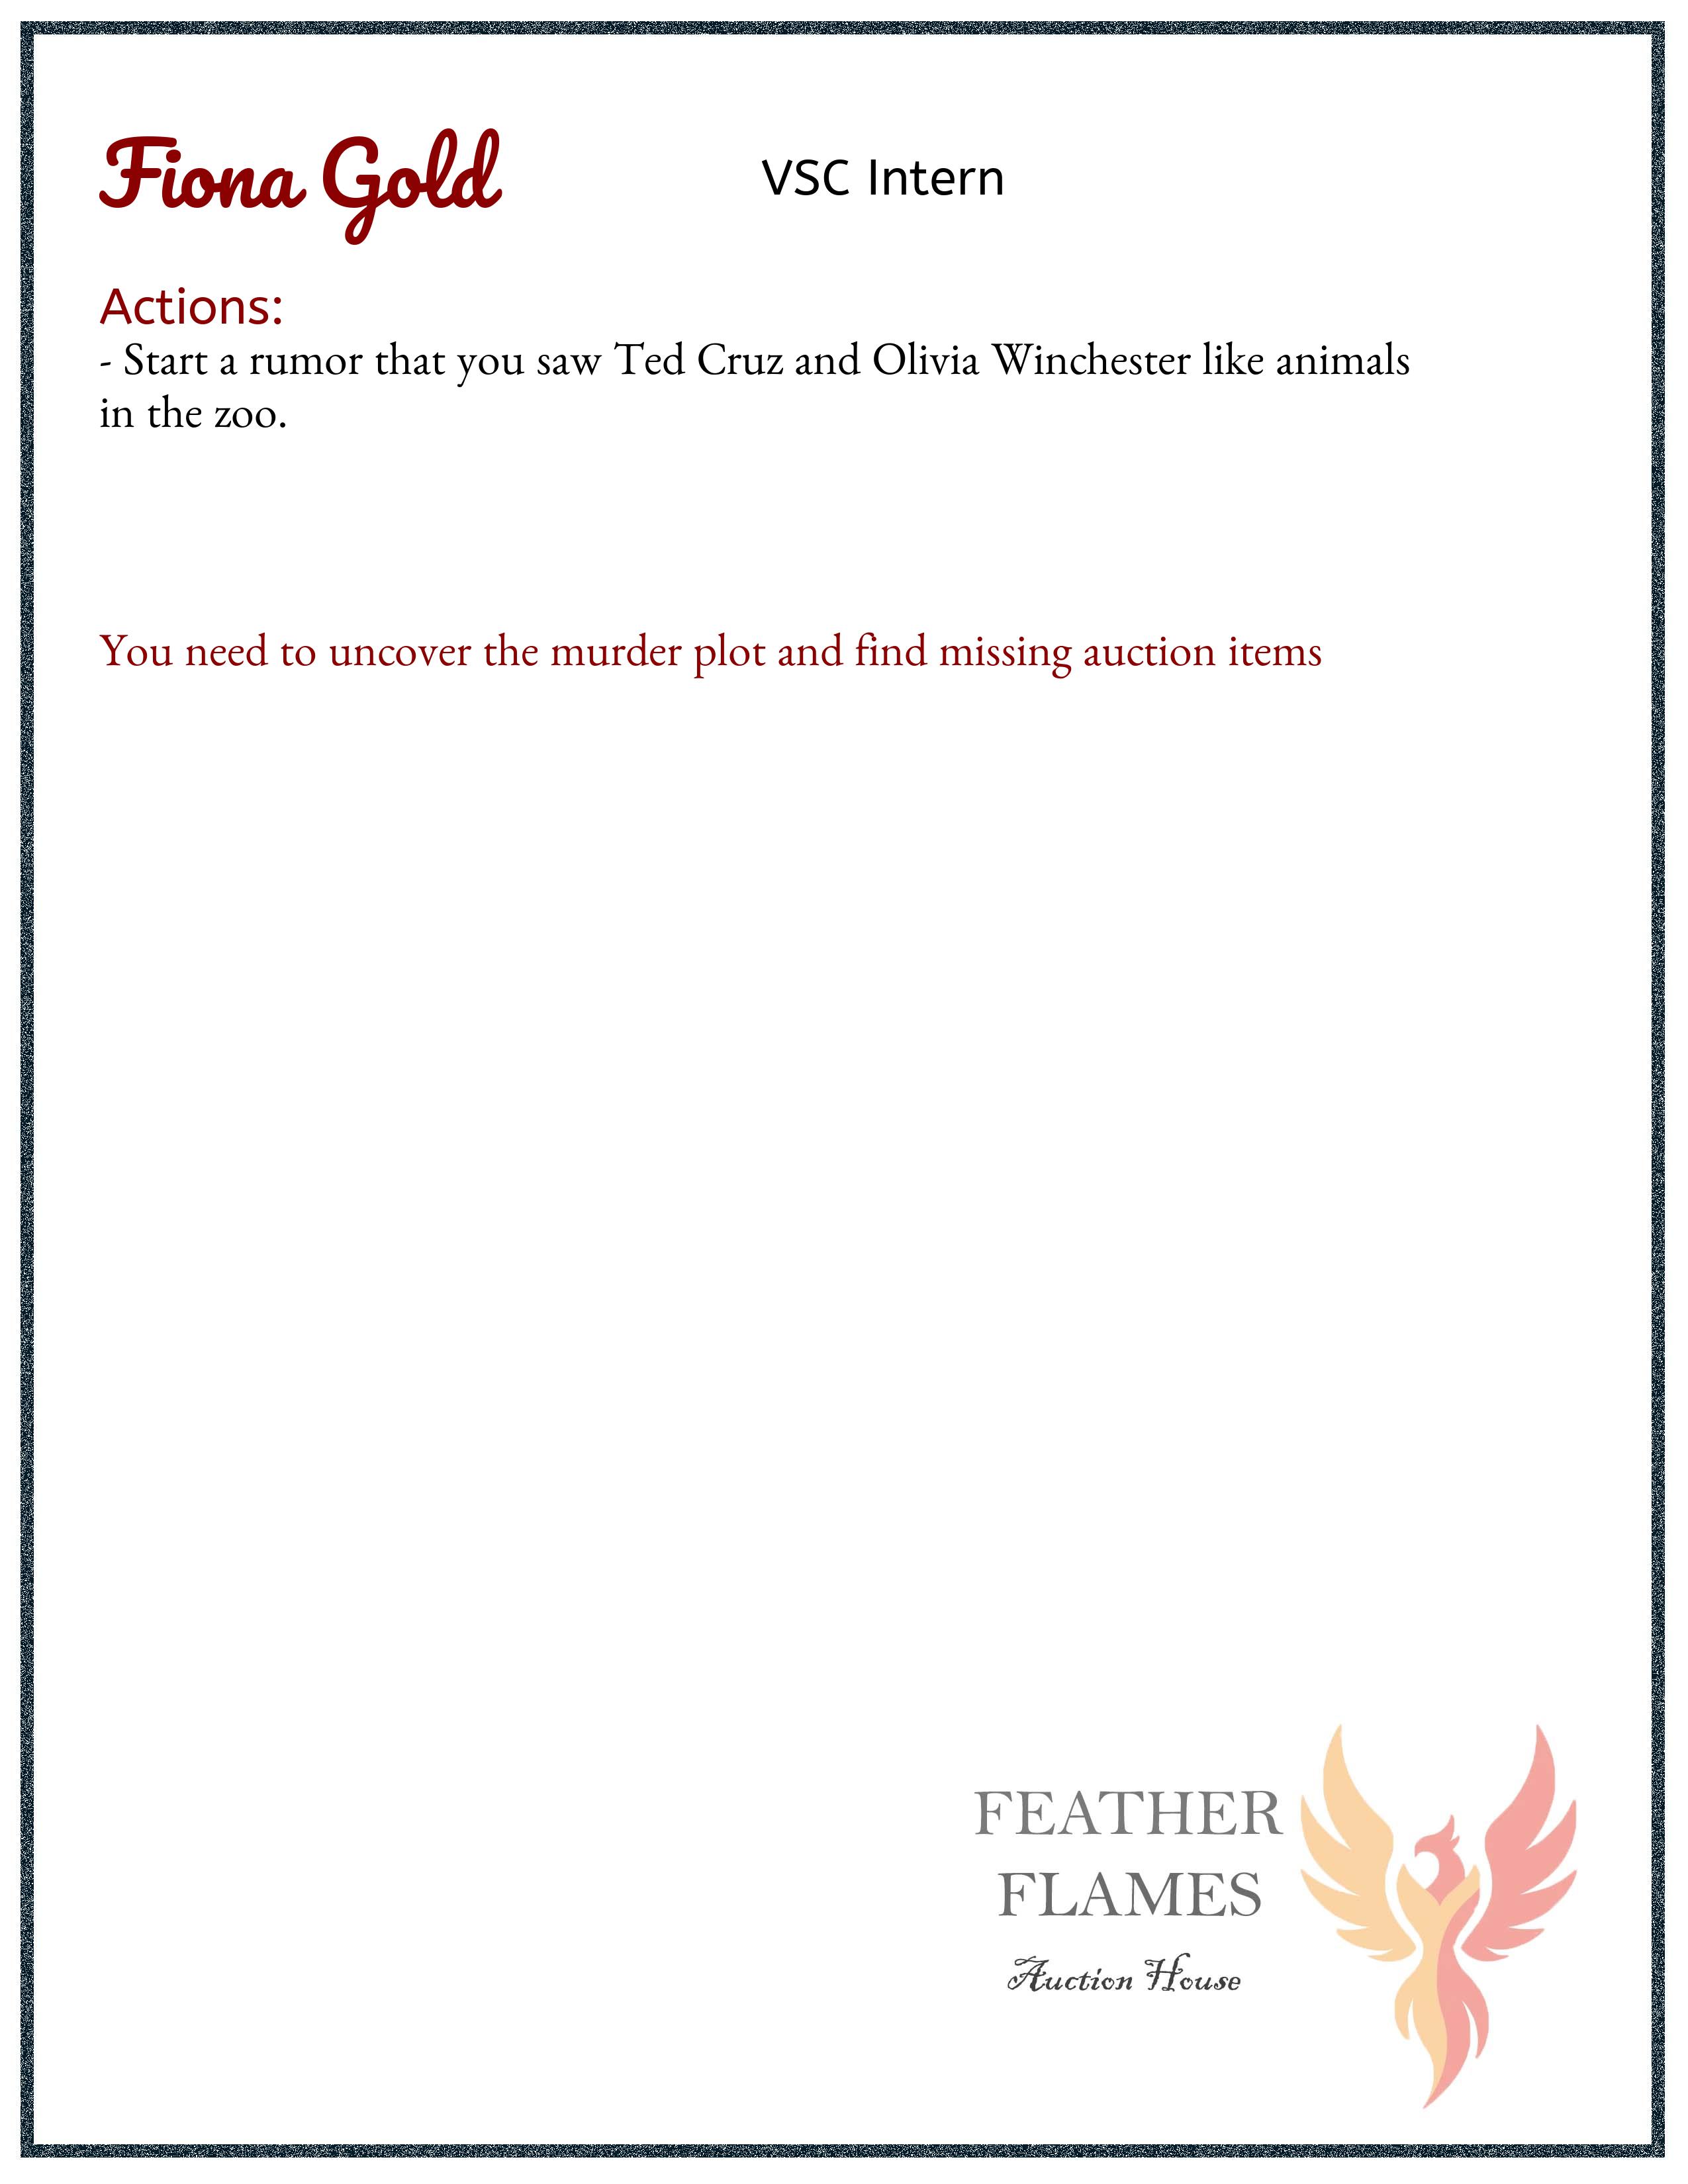 Fiona Gold
VSC Intern
Actions:
- Start a rumor that you saw Ted Cruz and Olivia Winchester like animals
in the zoo.
You need to uncover the murder plot and find missing auction items
FEATHER
FLAMES
Auction House